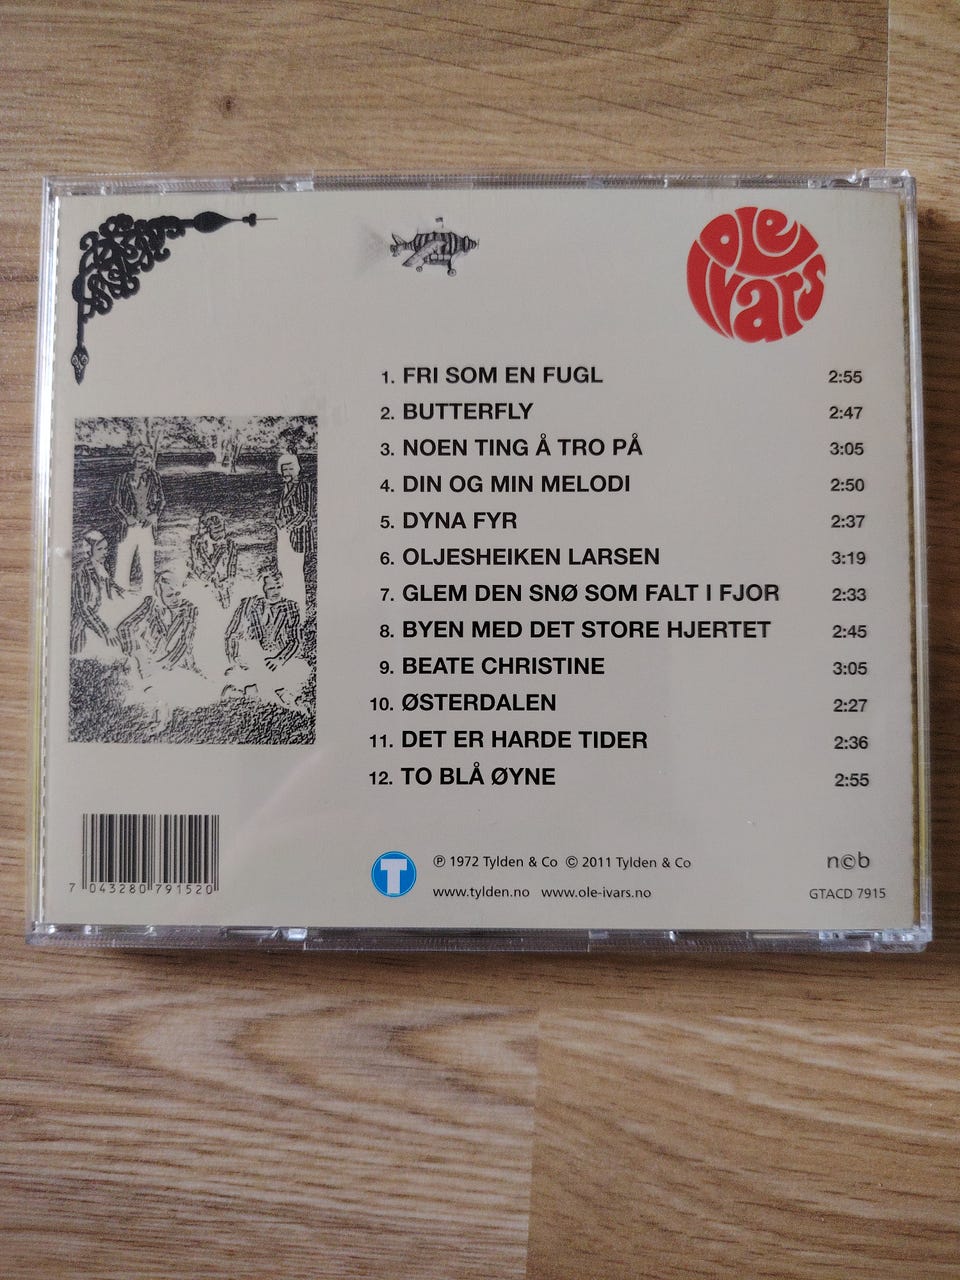 ole ivars
1. FRI SOM EN FUGL 2:55
2. BUTTERFLY 2:47
3. NOEN TING Å TRO PÅ 3:05
4. DIN OG MIN MELODI 2:50
5. DYNA FYR 2:37
6. OLJESHEIKEN LARSEN 3:19
7. GLEM DEN SNØ SOM FALT I FJOR 2:33
8. BYEN MED DET STORE HJERTET 2:45
9. BEATE CHRISTINE 3:05
10. ØSTERDALEN 2:27
11. DET ER HARDE TIDER 2:36
12. TO BLÅ ØYNE 2:55
7 043280 791520
T
℗ 1972 Tylden & Co © 2011 Tylden & Co
www.tylden.no www.ole-ivars.no
n©b
GTACD 7915